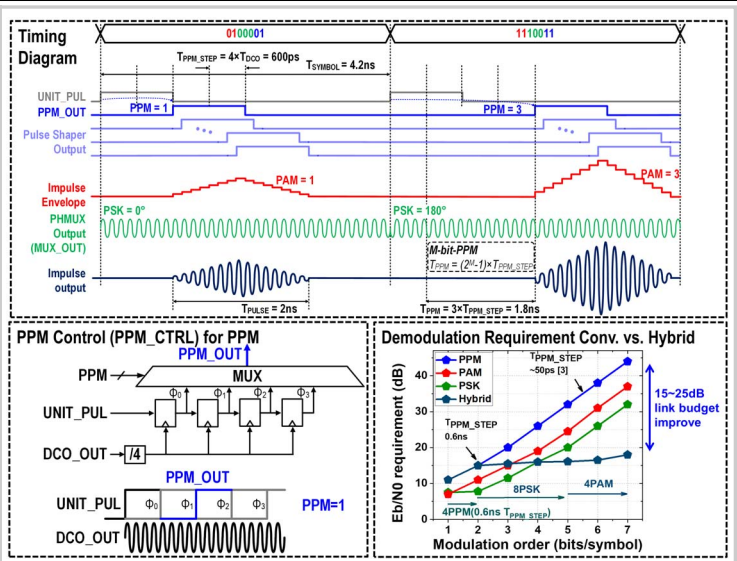 Timing
Diagram
0100001
1110011
TPPM_STEP = 4×TDCO = 600ps
TSYMBOL = 4.2ns
UNIT_PUL
PPM_OUT
PPM = 1
PPM = 3
Pulse Shaper
Output
Impulse
Envelope
PAM = 1
PAM = 3
PHMUX
Output
(MUX_OUT)
PSK = 0°
PSK = 180°
M-bit-PPM
TPPM = (2^M-1)×TPPM_STEP
Impulse
output
TPULSE = 2ns
TPPM = 3×TPPM_STEP = 1.8ns
PPM Control (PPM_CTRL) for PPM
PPM_OUT
PPM
MUX
Φ0 Φ1 Φ2 Φ3
UNIT_PUL
DCO_OUT
/4
PPM_OUT
UNIT_PUL
Φ0 Φ1 Φ2 Φ3
PPM=1
DCO_OUT
Demodulation Requirement Conv. vs. Hybrid
Eb/N0 requirement (dB)
40
30
20
10
0
PPM
PAM
PSK
Hybrid
TPPM_STEP
~50ps [3]
TPPM_STEP
0.6ns
15~25dB
link budget
improve
8PSK
4PAM
4PPM(0.6ns TPPM_STEP)
1 2 3 4 5 6 7
Modulation order (bits/symbol)